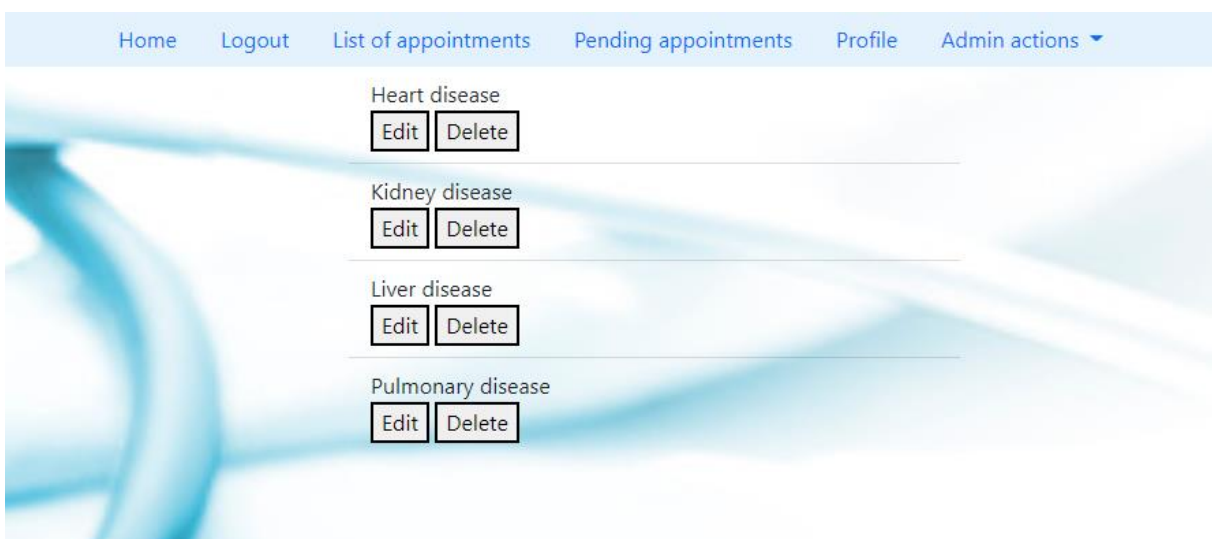 Home Logout List of appointments Pending appointments Profile Admin actions
Heart disease
Edit Delete
Kidney disease
Edit Delete
Liver disease
Edit Delete
Pulmonary disease
Edit Delete